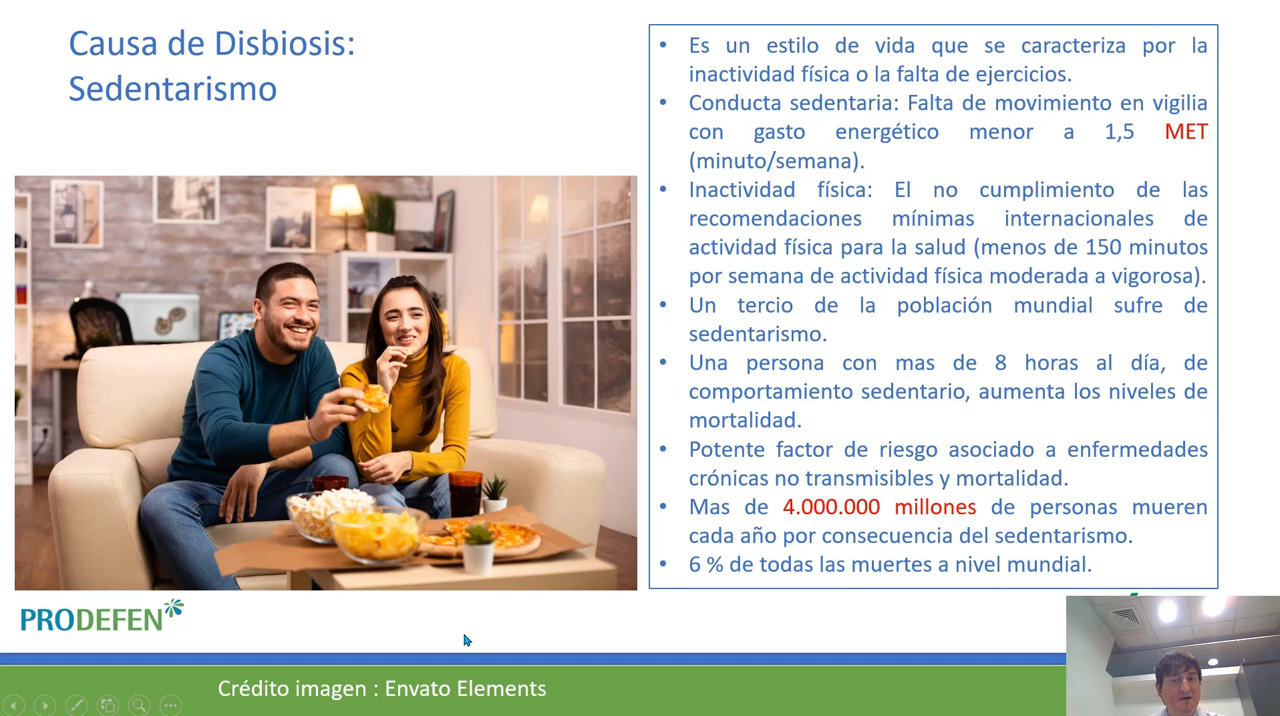 Causa de Disbiosis:
Sedentarismo
• Es un estilo de vida que se caracteriza por la
inactividad física o la falta de ejercicios.
• Conducta sedentaria: Falta de movimiento en vigilia
con gasto energético menor a 1,5 MET
(minuto/semana).
• Inactividad física: El no cumplimiento de las
recomendaciones mínimas internacionales de
actividad física para la salud (menos de 150 minutos
por semana de actividad física moderada a vigorosa).
• Un tercio de la población mundial sufre de
sedentarismo.
• Una persona con mas de 8 horas al día, de
comportamiento sedentario, aumenta los niveles de
mortalidad.
• Potente factor de riesgo asociado a enfermedades
crónicas no transmisibles y mortalidad.
• Mas de 4.000.000 millones de personas mueren
cada año por consecuencia del sedentarismo.
• 6 % de todas las muertes a nivel mundial.
PRODEFEN
Crédito imagen : Envato Elements